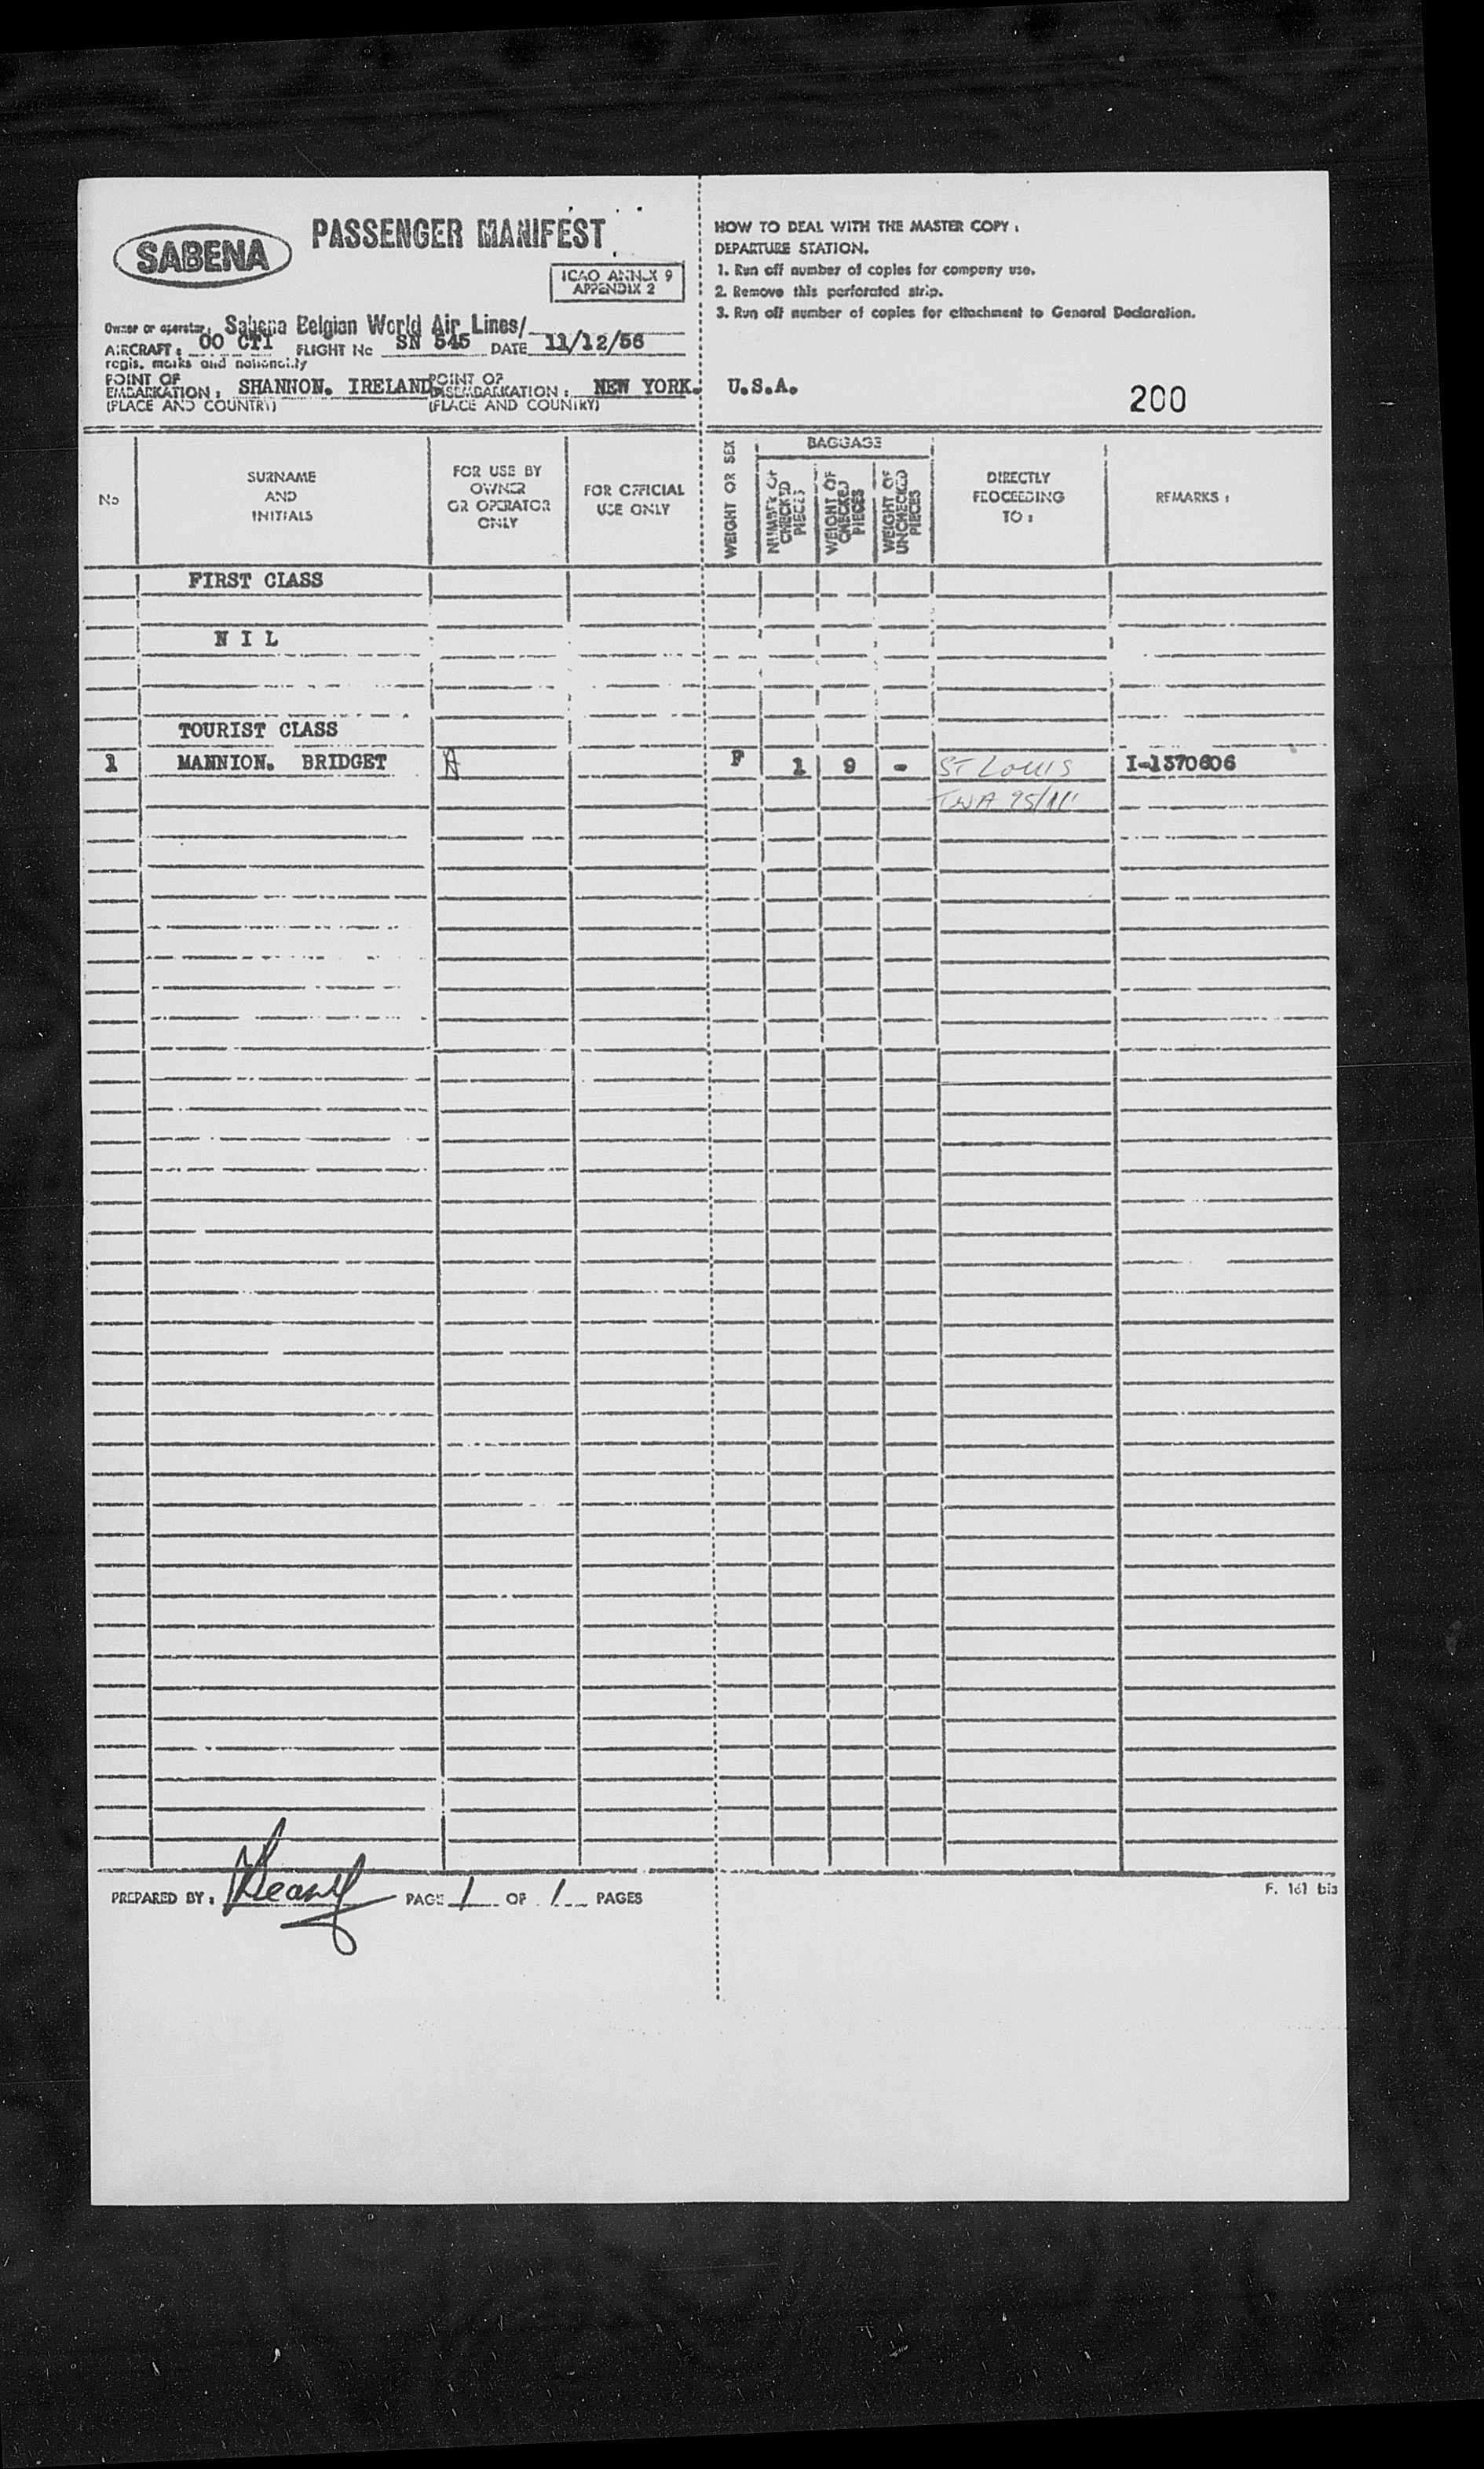 SABENA
PASSENGER MANIFEST
ICAO ANNEX 9
APPENDIX 2
HOW TO DEAL WITH THE MASTER COPY :
DEPARTURE STATION.
1. Run off number of copies for company use.
2. Remove this perforated strip.
3. Run off number of copies for attachment to General Declaration.
Owner or operator: Sabena Belgian World Air Lines/
AIRCRAFT: OO CTI FLIGHT No SN 545 DATE 11/12/56
regis. marks and nationality
POINT OF EMBARKATION: SHANNON. IRELAND POINT OF DISEMBARKATION: NEW YORK. U.S.A.
(PLACE AND COUNTRY) (PLACE AND COUNTRY)
200
No
SURNAME AND INITIALS
FOR USE BY OWNER OR OPERATOR ONLY
FOR OFFICIAL USE ONLY
WEIGHT OR SEX
BAGGAGE
NUMBER OF CHECKED PIECES
WEIGHT OF CHECKED PIECES
WEIGHT OF UNCHECKED PIECES
DIRECTLY PROCEEDING TO :
REMARKS :
FIRST CLASS
N I L
TOURIST CLASS
1 MANNION. BRIDGET A F 1 9 - ST LOUIS I-1370606
TWA
PREPARED BY: PAGE 1 OF 1 PAGES
F. 161 bis